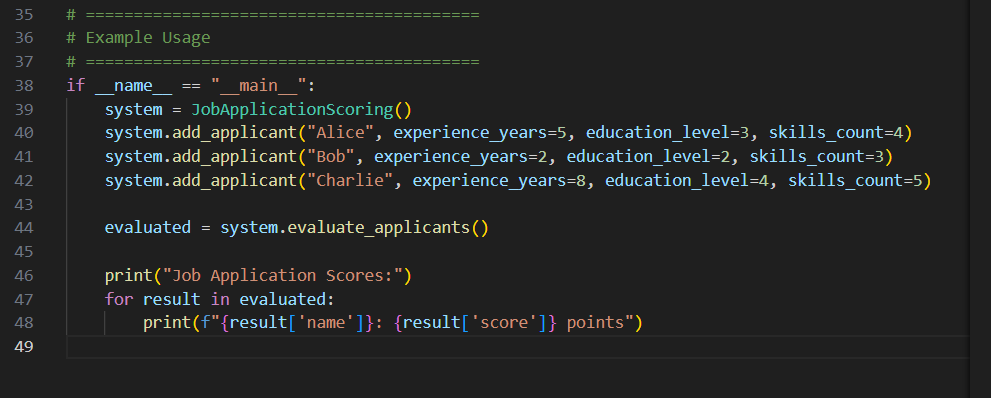 35 # =========================================
36 # Example Usage
37 # =========================================
38 if __name__ == "__main__":
39     system = JobApplicationScoring()
40     system.add_applicant("Alice", experience_years=5, education_level=3, skills_count=4)
41     system.add_applicant("Bob", experience_years=2, education_level=2, skills_count=3)
42     system.add_applicant("Charlie", experience_years=8, education_level=4, skills_count=5)
43
44     evaluated = system.evaluate_applicants()
45
46     print("Job Application Scores:")
47     for result in evaluated:
48         print(f"{result['name']}: {result['score']} points")
49